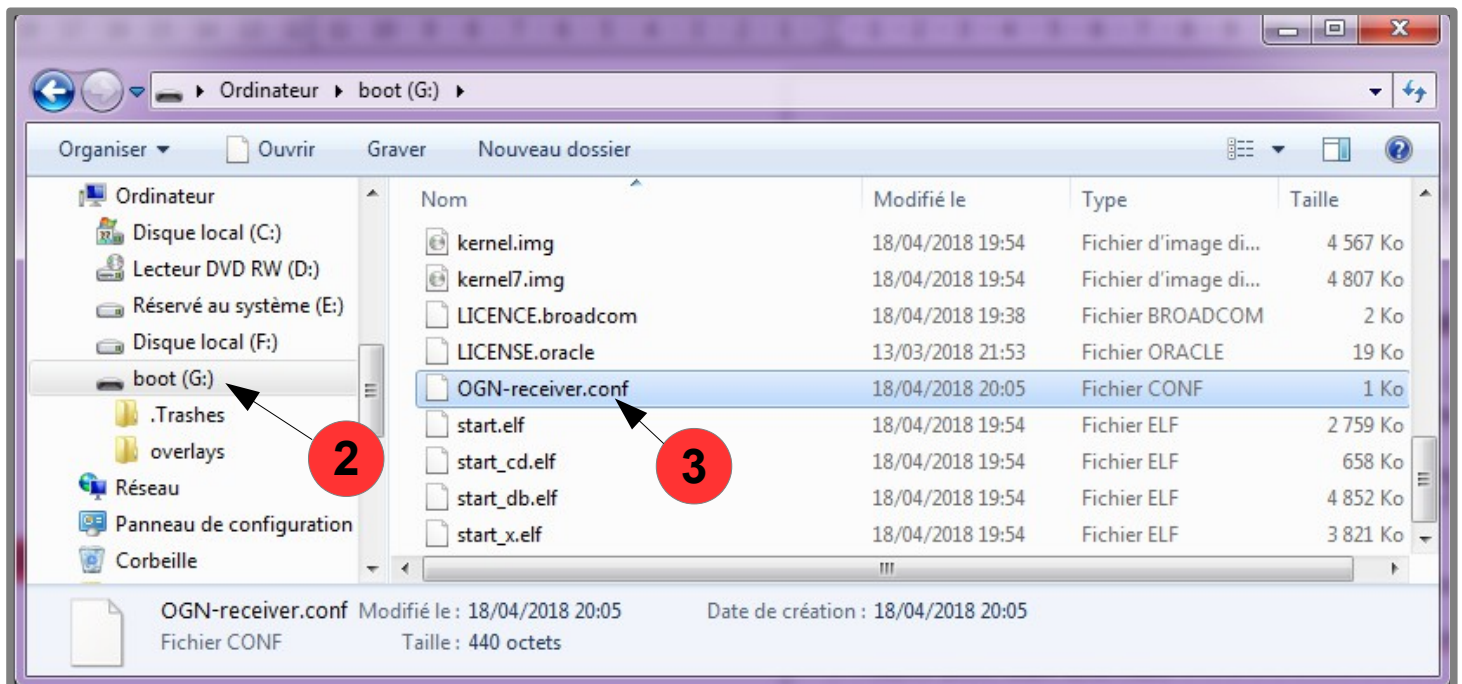 Ordinateur boot (G:)
Organiser Ouvrir Graver Nouveau dossier
Ordinateur
Disque local (C:)
Lecteur DVD RW (D:)
Réservé au système (E:)
Disque local (F:)
boot (G:)
.Trashes
overlays
Réseau
Panneau de configuration
Corbeille
2
Nom Modifié le Type Taille
kernel.img 18/04/2018 19:54 Fichier d'image di... 4 567 Ko
kernel7.img 18/04/2018 19:54 Fichier d'image di... 4 807 Ko
LICENCE.broadcom 18/04/2018 19:38 Fichier BROADCOM 2 Ko
LICENSE.oracle 13/03/2018 21:53 Fichier ORACLE 19 Ko
OGN-receiver.conf 18/04/2018 20:05 Fichier CONF 1 Ko
start.elf 18/04/2018 19:54 Fichier ELF 2 759 Ko
start_cd.elf 18/04/2018 19:54 Fichier ELF 658 Ko
start_db.elf 18/04/2018 19:54 Fichier ELF 4 852 Ko
start_x.elf 18/04/2018 19:54 Fichier ELF 3 821 Ko
3
OGN-receiver.conf Modifié le : 18/04/2018 20:05 Date de création : 18/04/2018 20:05
Fichier CONF Taille : 440 octets